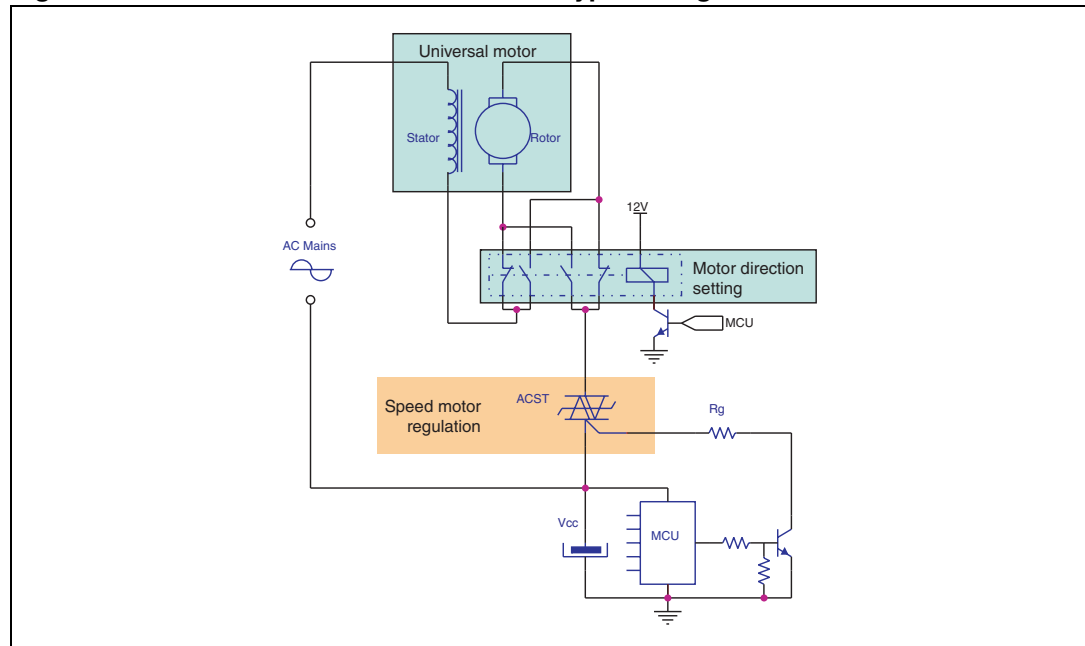 Universal motor
Stator
Rotor
12V
AC Mains
Motor direction
setting
MCU
Speed motor
regulation
ACST
Rg
Vcc
MCU